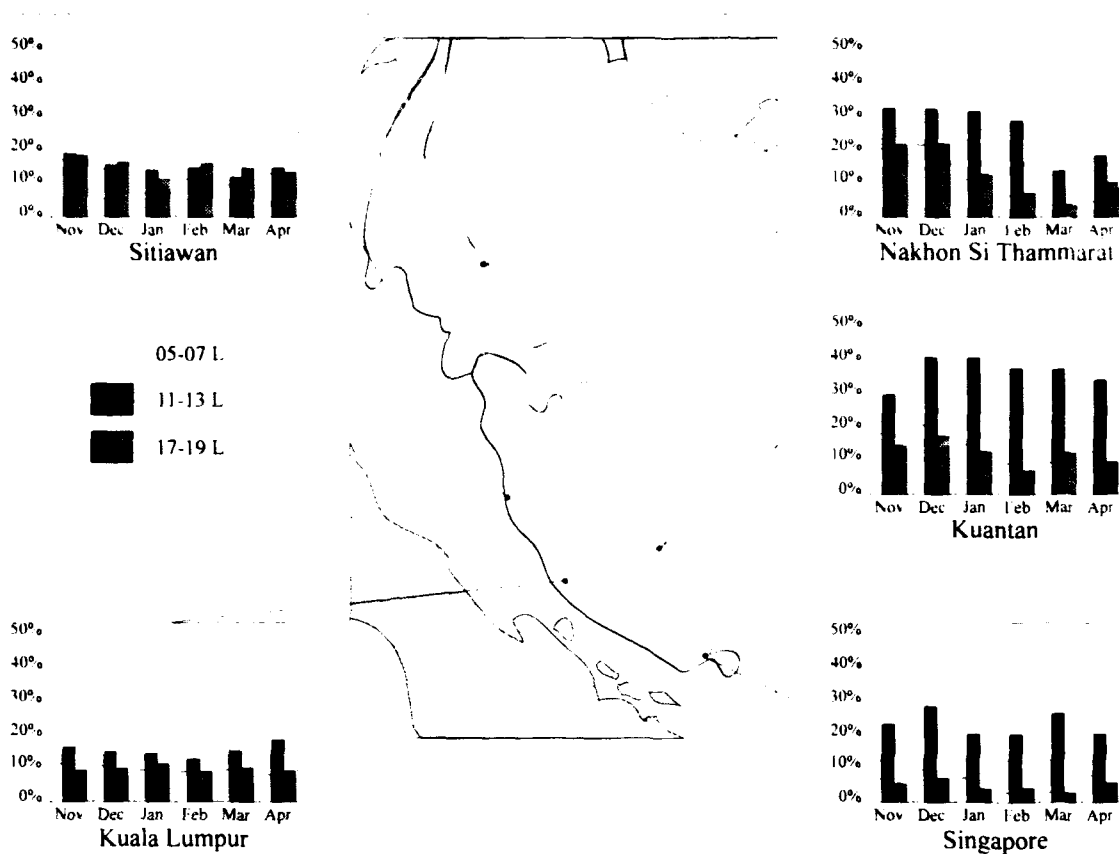 50%
40%
30%
20%
10%
0%
Nov Dec Jan Feb Mar Apr
Sitiawan
50%
40%
30%
20%
10%
0%
Nov Dec Jan Feb Mar Apr
Nakhon Si Thammarat
05-07 L
11-13 L
17-19 L
50%
40%
30%
20%
10%
0%
Nov Dec Jan Feb Mar Apr
Kuantan
50%
40%
30%
20%
10%
0%
Nov Dec Jan Feb Mar Apr
Kuala Lumpur
50%
40%
30%
20%
10%
0%
Nov Dec Jan Feb Mar Apr
Singapore